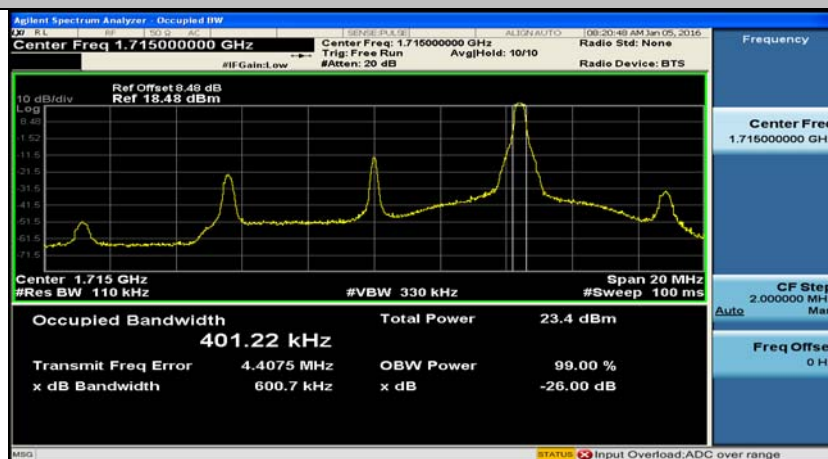 Agilent Spectrum Analyzer - Occupied BW
LXI RL RF 50 Ω AC SENSE:PULSE ALIGN AUTO 08:20:48 AM Jan 05, 2016
Center Freq 1.715000000 GHz
Center Freq: 1.715000000 GHz Radio Std: None
Trig: Free Run Avg|Held: 10/10
#IFGain:Low #Atten: 20 dB Radio Device: BTS
Frequency
Ref Offset 8.48 dB
10 dB/div Ref 18.48 dBm
Log
8.48
-1.52
-11.5
-21.5
-31.5
-41.5
-51.5
-61.5
-71.5
Center Freq
1.715000000 GH
Center 1.715 GHz Span 20 MHz
#Res BW 110 kHz #VBW 330 kHz #Sweep 100 ms
CF Step
2.000000 MH
Auto Man
Occupied Bandwidth Total Power 23.4 dBm
401.22 kHz
Transmit Freq Error 4.4075 MHz OBW Power 99.00 %
x dB Bandwidth 600.7 kHz x dB -26.00 dB
Freq Offse
0 H
MSG STATUS Input Overload;ADC over range